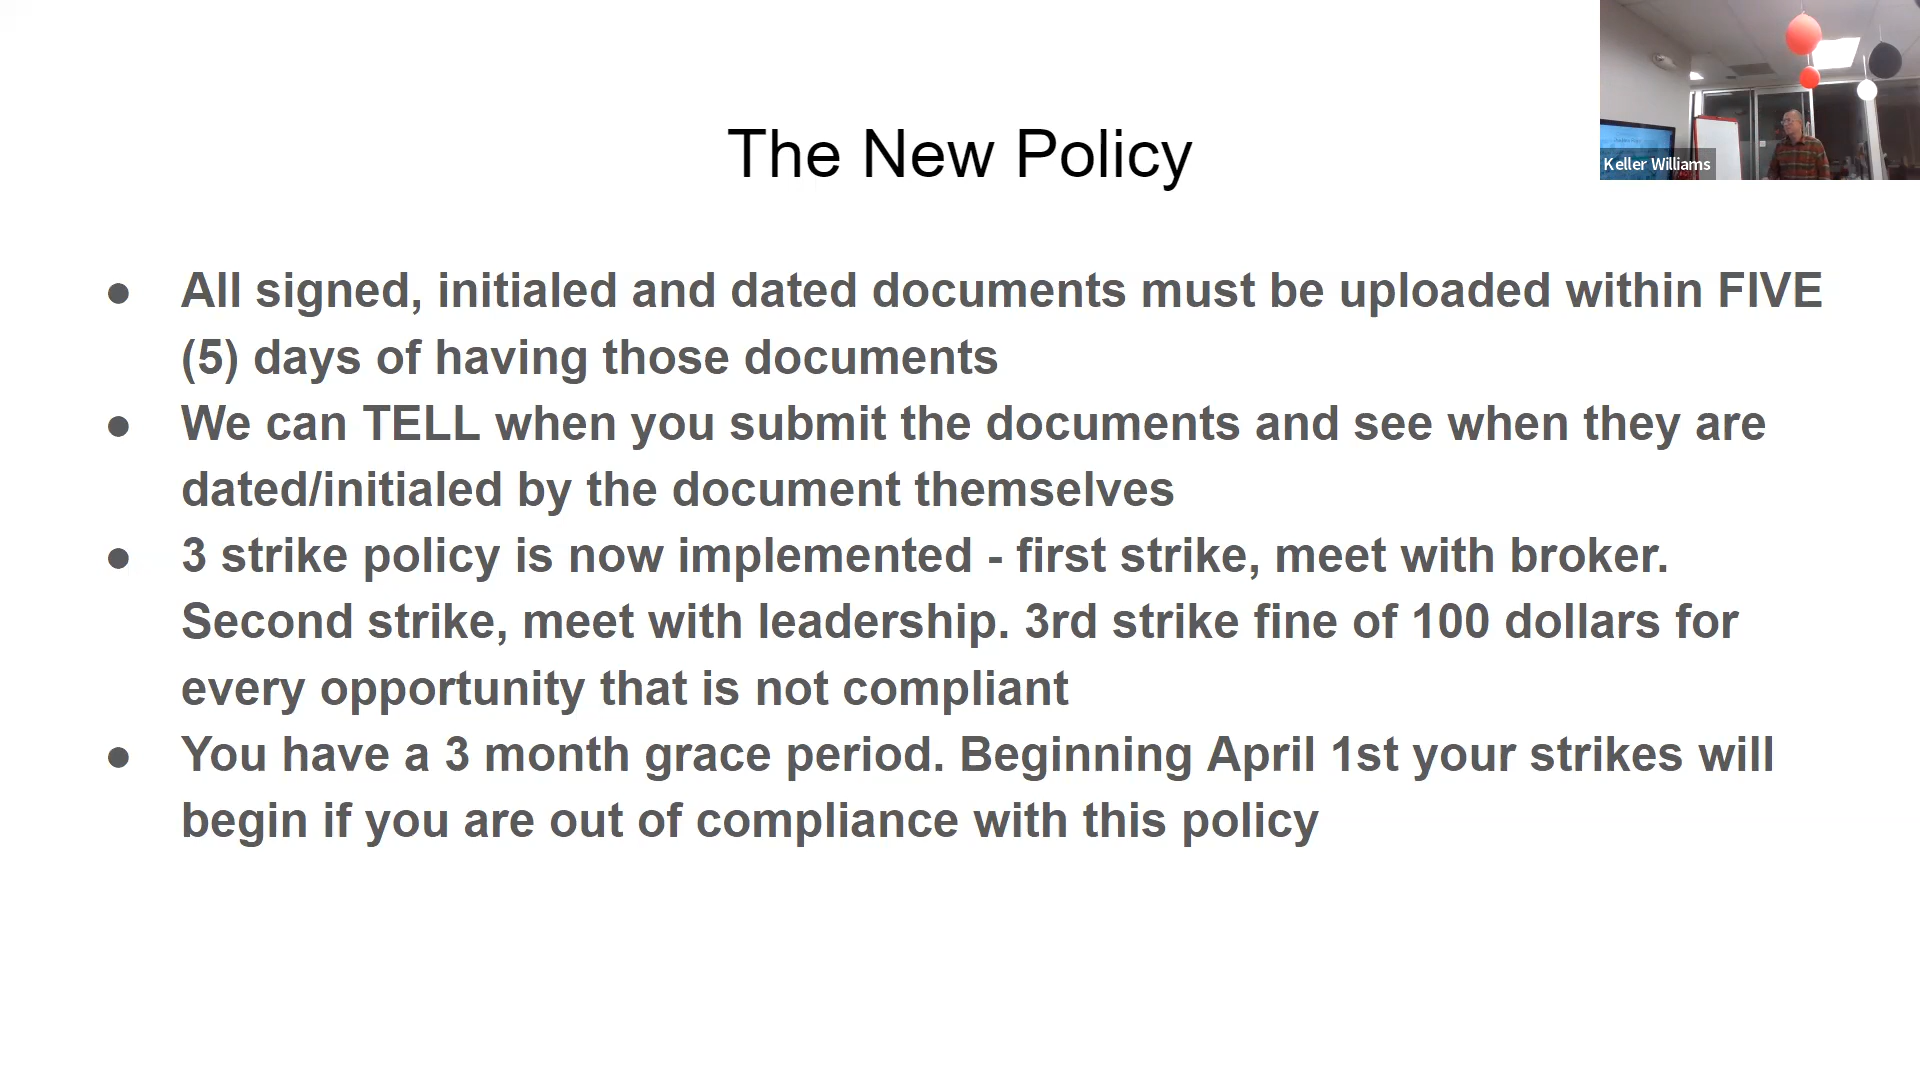 The New Policy
Keller Williams
● All signed, initialed and dated documents must be uploaded within FIVE
(5) days of having those documents
● We can TELL when you submit the documents and see when they are
dated/initialed by the document themselves
● 3 strike policy is now implemented - first strike, meet with broker.
Second strike, meet with leadership. 3rd strike fine of 100 dollars for
every opportunity that is not compliant
● You have a 3 month grace period. Beginning April 1st your strikes will
begin if you are out of compliance with this policy